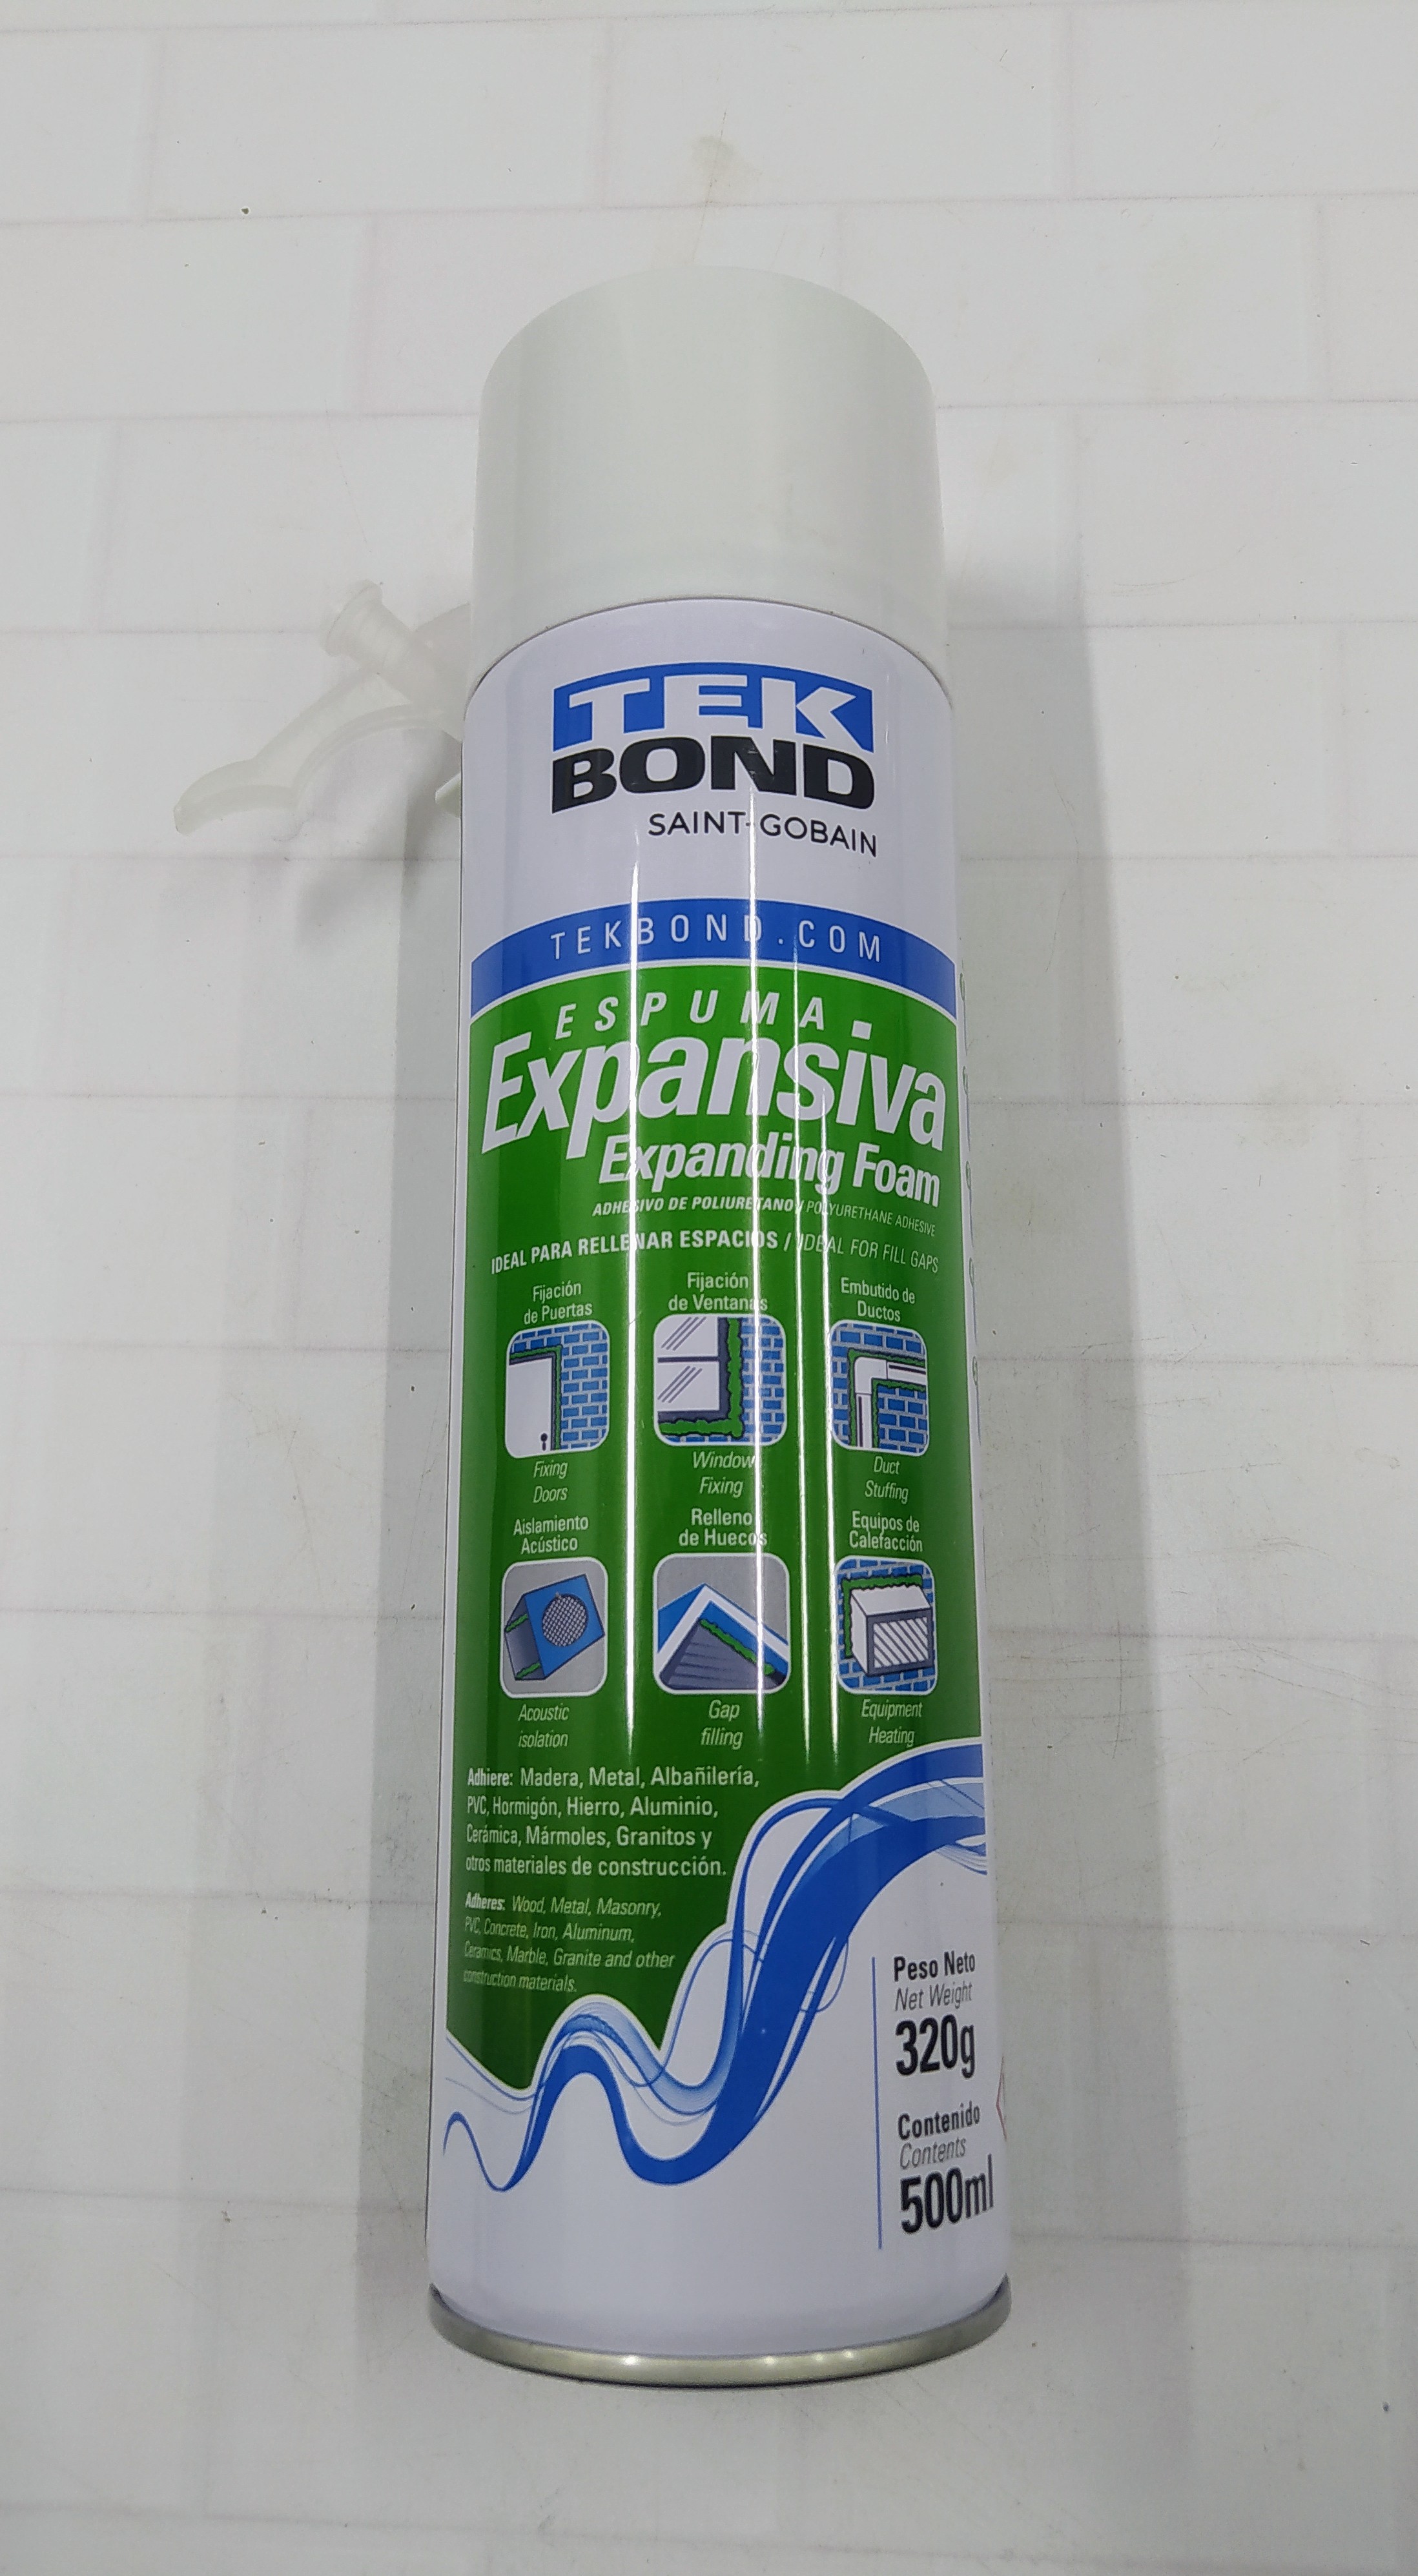 TEK
BOND
SAINT-GOBAIN
TEKBOND.COM
ESPUMA
Expansiva
Expanding Foam
ADHESIVO DE POLIURETANO / POLYURETHANE ADHESIVE
IDEAL PARA RELLENAR ESPACIOS / IDEAL FOR FILL GAPS
Fijación
de Puertas
Fijación
de Ventanas
Embutido de
Ductos
Fixing
Doors
Window
Fixing
Duct
Stuffing
Aislamiento
Acústico
Relleno
de Huecos
Equipos de
Calefacción
Acoustic
isolation
Gap
filling
Equipment
Heating
Adhiere: Madera, Metal, Albañilería,
PVC, Hormigón, Hierro, Aluminio,
Cerámica, Mármoles, Granitos y
otros materiales de construcción.
Adheres: Wood, Metal, Masonry,
PVC, Concrete, Iron, Aluminum,
Ceramics, Marble, Granite and other
construction materials.
Peso Neto
Net Weight
320g
Contenido
Contents
500ml